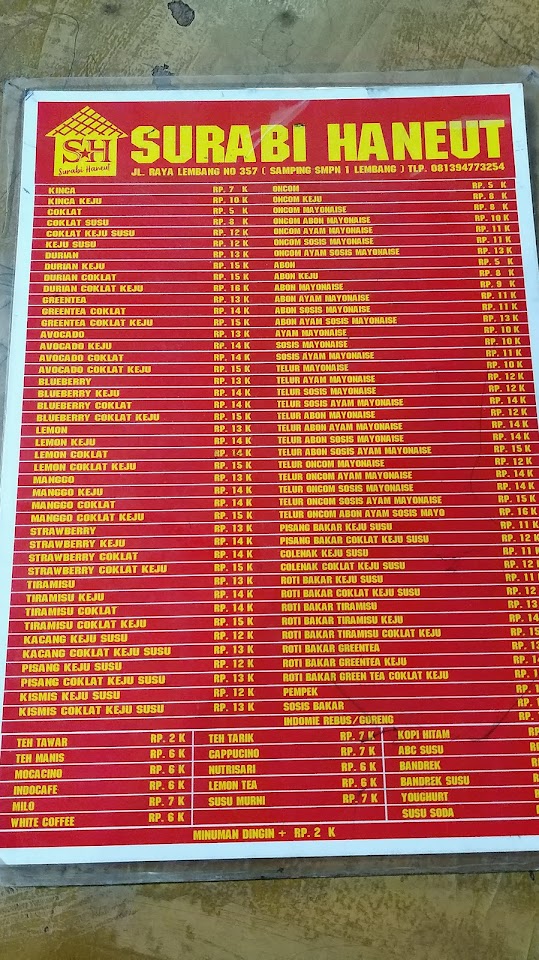 SH
Surabi Haneut
SURABI HANEUT
JL. RAYA LEMBANG NO 357 ( SAMPING SMPN 1 LEMBANG ) TLP. 081394773254
KINCA RP. 7 K
KINCA KEJU RP. 10 K
COKLAT RP. 5 K
COKLAT SUSU RP. 8 K
COKLAT KEJU SUSU RP. 12 K
KEJU SUSU RP. 12 K
DURIAN RP. 13 K
DURIAN KEJU RP. 15 K
DURIAN COKLAT RP. 15 K
DURIAN COKLAT KEJU RP. 16 K
GREENTEA RP. 13 K
GREENTEA COKLAT RP. 14 K
GREENTEA COKLAT KEJU RP. 15 K
AVOCADO RP. 13 K
AVOCADO KEJU RP. 14 K
AVOCADO COKLAT RP. 14 K
AVOCADO COKLAT KEJU RP. 15 K
BLUEBERRY RP. 13 K
BLUEBERRY KEJU RP. 14 K
BLUEBERRY COKLAT RP. 14 K
BLUEBERRY COKLAT KEJU RP. 15 K
LEMON RP. 13 K
LEMON KEJU RP. 14 K
LEMON COKLAT RP. 14 K
LEMON COKLAT KEJU RP. 15 K
MANGGO RP. 13 K
MANGGO KEJU RP. 14 K
MANGGO COKLAT RP. 14 K
MANGGO COKLAT KEJU RP. 15 K
STRAWBERRY RP. 13 K
STRAWBERRY KEJU RP. 14 K
STRAWBERRY COKLAT RP. 14 K
STRAWBERRY COKLAT KEJU RP. 15 K
TIRAMISU RP. 13 K
TIRAMISU KEJU RP. 14 K
TIRAMISU COKLAT RP. 14 K
TIRAMISU COKLAT KEJU RP. 15 K
KACANG KEJU SUSU RP. 12 K
KACANG COKLAT KEJU SUSU RP. 13 K
PISANG KEJU SUSU RP. 12 K
PISANG COKLAT KEJU SUSU RP. 13 K
KISMIS KEJU SUSU RP. 12 K
KISMIS COKLAT KEJU SUSU RP. 13 K
ONCOM RP. 5 K
ONCOM KEJU RP. 8 K
ONCOM MAYONAISE RP. 8 K
ONCOM ABON MAYONAISE RP. 10 K
ONCOM AYAM MAYONAISE RP. 11 K
ONCOM SOSIS MAYONAISE RP. 11 K
ONCOM AYAM SOSIS MAYONAISE RP. 13 K
ABON RP. 5 K
ABON KEJU RP. 8 K
ABON MAYONAISE RP. 9 K
ABON AYAM MAYONAISE RP. 11 K
ABON SOSIS MAYONAISE RP. 11 K
ABON AYAM SOSIS MAYONAISE RP. 13 K
AYAM MAYONAISE RP. 10 K
SOSIS MAYONAISE RP. 10 K
SOSIS AYAM MAYONAISE RP. 11 K
TELUR MAYONAISE RP. 10 K
TELUR AYAM MAYONAISE RP. 12 K
TELUR SOSIS MAYONAISE RP. 12 K
TELUR SOSIS AYAM MAYONAISE RP. 14 K
TELUR ABON MAYONAISE RP. 12 K
TELUR ABON AYAM MAYONAISE RP. 14 K
TELUR ABON SOSIS MAYONAISE RP. 14 K
TELUR ABON SOSIS AYAM MAYONAISE RP. 15 K
TELUR ONCOM MAYONAISE RP. 12 K
TELUR ONCOM AYAM MAYONAISE RP. 14 K
TELUR ONCOM SOSIS MAYONAISE RP. 14 K
TELUR ONCOM SOSIS AYAM MAYONAISE RP. 15 K
TELUR ONCOM ABON AYAM SOSIS MAYO RP. 16 K
PISANG BAKAR KEJU SUSU RP. 11 K
PISANG BAKAR COKLAT KEJU SUSU RP. 12 K
COLENAK KEJU SUSU RP. 11 K
COLENAK COKLAT KEJU SUSU RP. 12 K
ROTI BAKAR KEJU SUSU RP. 11
ROTI BAKAR COKLAT KEJU SUSU RP. 12
ROTI BAKAR TIRAMISU RP. 13
ROTI BAKAR TIRAMISU KEJU RP. 14
ROTI BAKAR TIRAMISU COKLAT KEJU RP. 15
ROTI BAKAR GREENTEA RP. 13
ROTI BAKAR GREENTEA KEJU RP.
ROTI BAKAR GREEN TEA COKLAT KEJU RP.
PEMPEK RP.
SOSIS BAKAR RP.
INDOMIE REBUS/GORENG RP.
TEH TAWAR RP. 2 K
TEH MANIS RP. 6 K
MOCACINO RP. 6 K
INDOCAFE RP. 6 K
MILO RP. 7 K
WHITE COFFEE RP. 6 K
TEH TARIK RP. 7 K
CAPPUCINO RP. 7 K
NUTRISARI RP. 6 K
LEMON TEA RP. 6 K
SUSU MURNI RP. 7 K
KOPI HITAM
ABC SUSU
BANDREK
BANDREK SUSU
YOUGHURT
SUSU SODA
MINUMAN DINGIN + RP. 2 K